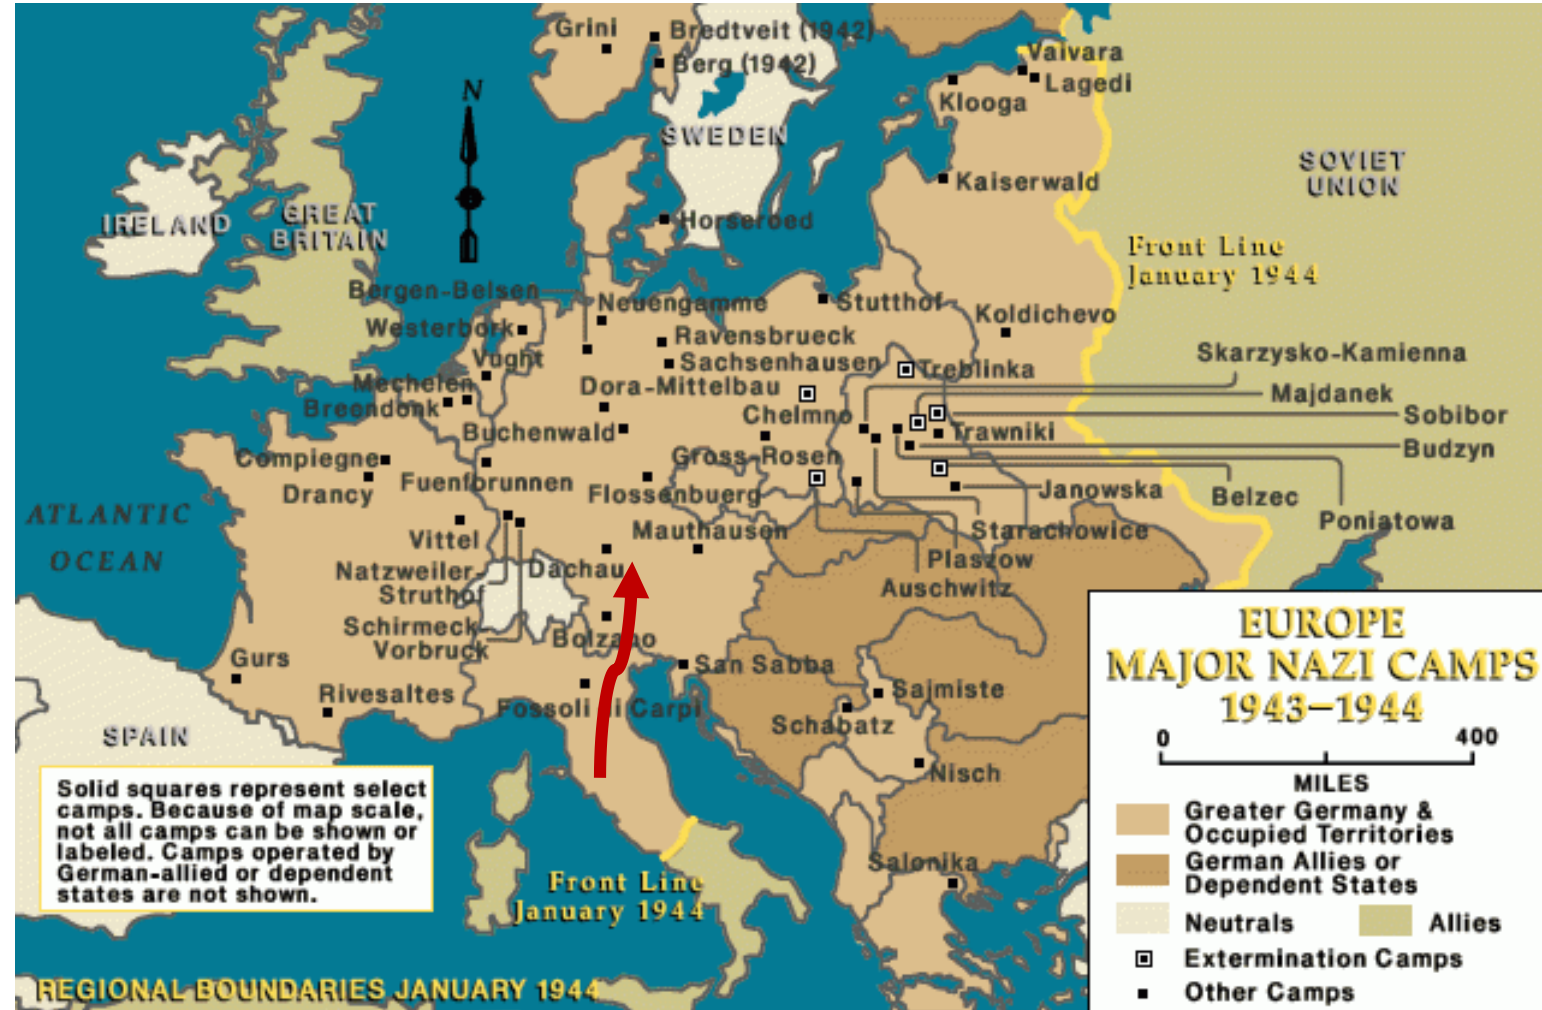 Grini
Bredtveit (1942)
Berg (1942)
Vaivara
Lagedi
Klooga
N
SWEDEN
SOVIET
UNION
Kaiserwald
IRELAND
GREAT
BRITAIN
Horseroed
Front Line
January 1944
Bergen-Belsen
Neuengamme
Stutthof
Koldichevo
Westerbork
Ravensbrueck
Vught
Sachsenhausen
Treblinka
Skarzysko-Kamienna
Mechelen
Dora-Mittelbau
Majdanek
Breendonk
Chelmno
Sobibor
Buchenwald
Trawniki
Budzyn
Compiegne
Gross-Rosen
Drancy
Fuenfbrunnen
Flossenbuerg
Janowska
Belzec
ATLANTIC
OCEAN
Poniatowa
Vittel
Mauthausen
Starachowice
Natzweiler-
Struthof
Dachau
Plaszow
Auschwitz
Schirmeck-
Vorbruck
Bolzano
EUROPE
MAJOR NAZI CAMPS
1943–1944
Gurs
San Sabba
Rivesaltes
Fossoli di Carpi
Sajmiste
Schabatz
SPAIN
0 400
MILES
Nisch
Solid squares represent select
camps. Because of map scale,
not all camps can be shown or
labeled. Camps operated by
German-allied or dependent
states are not shown.
Greater Germany &
Occupied Territories
German Allies or
Dependent States
Salonika
Front Line
January 1944
Neutrals
Allies
Extermination Camps
Other Camps
REGIONAL BOUNDARIES JANUARY 1944